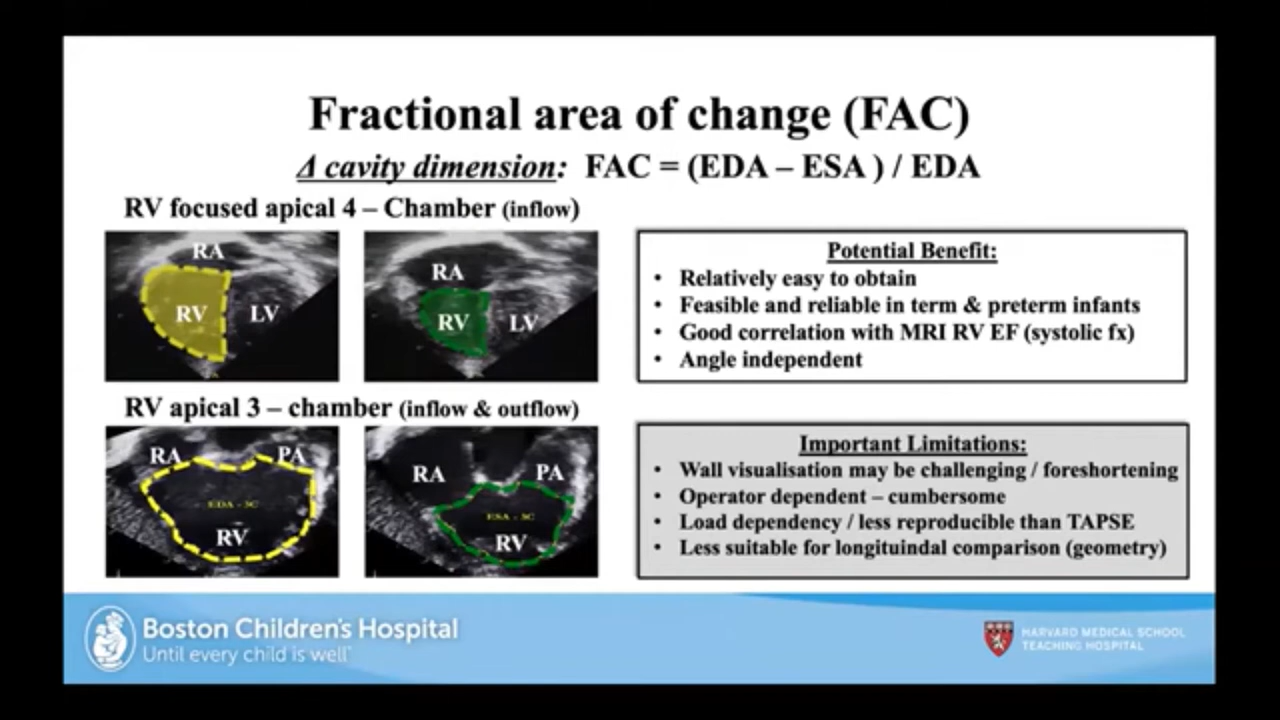 Fractional area of change (FAC)
Δ cavity dimension: FAC = (EDA – ESA ) / EDA
RV focused apical 4 – Chamber (inflow)
RA
RV
LV
RA
RV
LV
Potential Benefit:
• Relatively easy to obtain
• Feasible and reliable in term & preterm infants
• Good correlation with MRI RV EF (systolic fx)
• Angle independent
RV apical 3 – chamber (inflow & outflow)
RA
PA
EDA - 3C
RV
RA
PA
ESA - 3C
RV
Important Limitations:
• Wall visualisation may be challenging / foreshortening
• Operator dependent – cumbersome
• Load dependency / less reproducible than TAPSE
• Less suitable for longituindal comparison (geometry)
Boston Children's Hospital
Until every child is well
HARVARD MEDICAL SCHOOL
TEACHING HOSPITAL